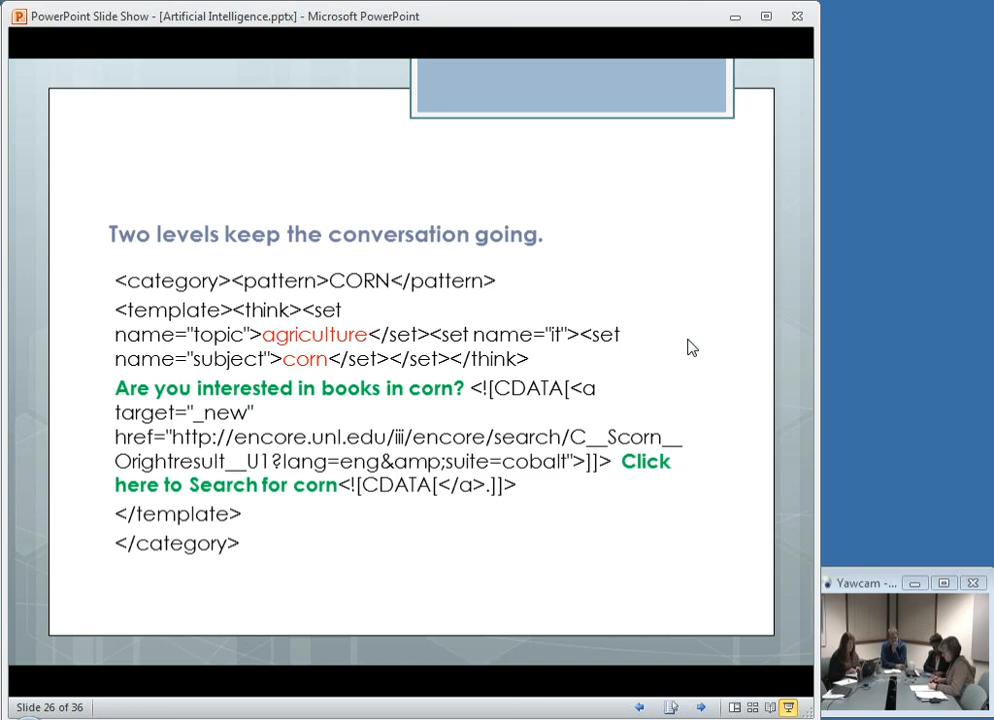 PowerPoint Slide Show - [Artificial Intelligence.pptx] - Microsoft PowerPoint
Two levels keep the conversation going.
<category><pattern>CORN</pattern>
<template><think><set
name="topic">agriculture</set><set name="it"><set
name="subject">corn</set></set></think>
Are you interested in books in corn? <![CDATA[<a
target="_new"
href="http://encore.unl.edu/iii/encore/search/C__Scorn__
Orightresult__U1?lang=eng&amp;suite=cobalt">]]> Click
here to Search for corn<![CDATA[</a>.]]>
</template>
</category>
Yawcam -...
Slide 26 of 36